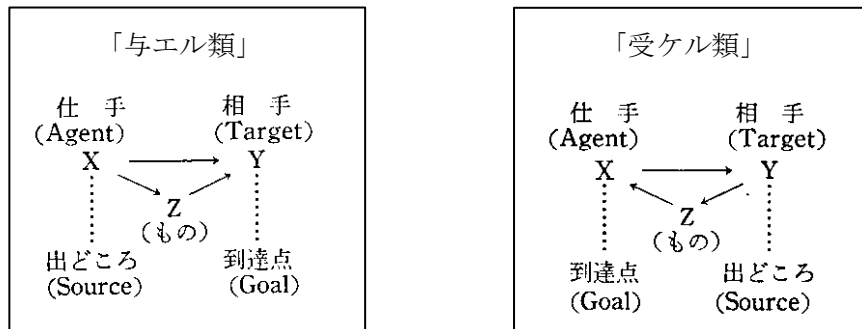 「与エル類」
仕 手 相 手
(Agent) (Target)
X Y
Z
(もの)
出どころ 到達点
(Source) (Goal)
「受ケル類」
仕 手 相 手
(Agent) (Target)
X Y
Z
(もの)
到達点 出どころ
(Goal) (Source)